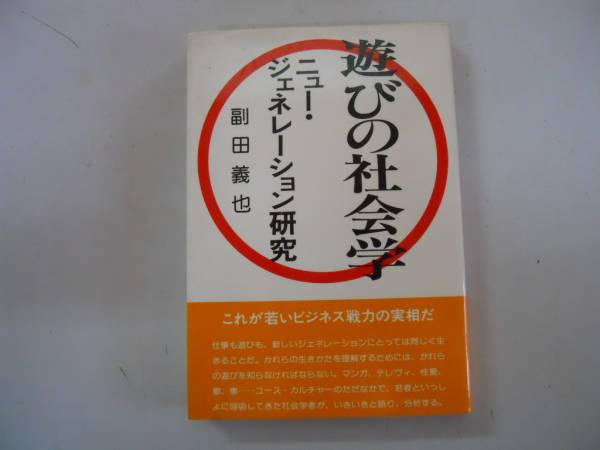 遊びの社会学
ニュー・
ジェネレーション研究
副田義也
これが若いビジネス戦力の実相だ
仕事も遊びも、新しいジェネレーションにとっては同じく生
きることだ。かれらの生きかたを理解するためには、かれら
の遊びを知らなければならない。マンガ、テレヴィ、性愛、
歌、旅……ユース・カルチャーのただなかで、若者といっし
よに呼吸してきた社会学者が、いきいきと語り、分析する。